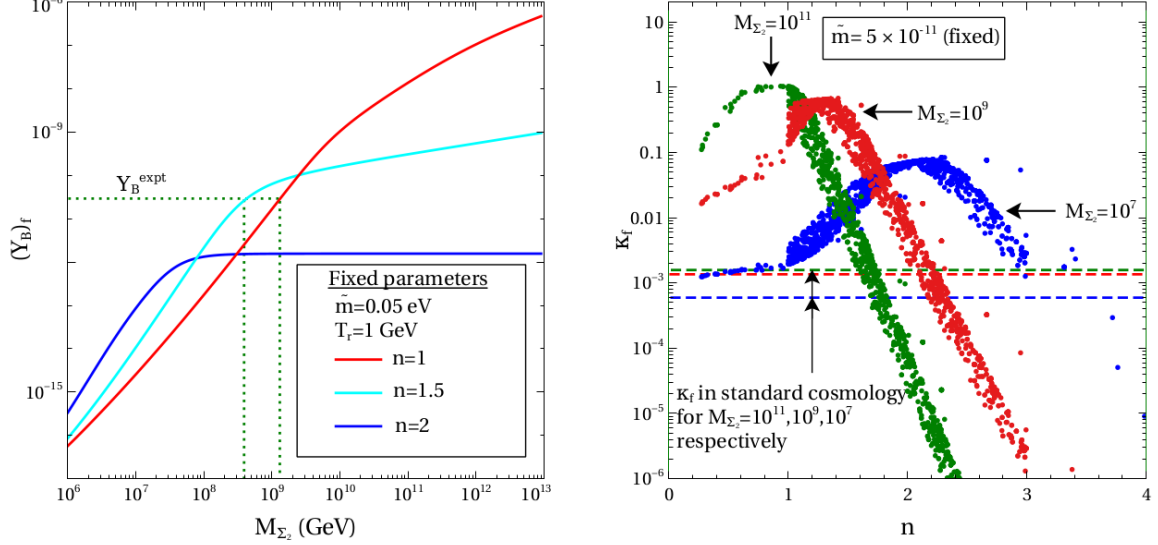 10⁻⁸
10⁻⁹
10⁻¹⁵
(Y_B)_f
Y_B^expt
Fixed parameters
m̃=0.05 eV
T_r=1 GeV
n=1
n=1.5
n=2
10⁶ 10⁷ 10⁸ 10⁹ 10¹⁰ 10¹¹ 10¹² 10¹³
M_Σ₂ (GeV)
M_Σ₂=10¹¹
m̃= 5 × 10⁻¹¹ (fixed)
M_Σ₂=10⁹
M_Σ₂=10⁷
10
1
0.1
0.01
10⁻³
10⁻⁴
10⁻⁵
10⁻⁶
κ_f
κ_f in standard cosmology
for M_Σ₂=10¹¹,10⁹,10⁷
respectively
0 1 2 3 4
n